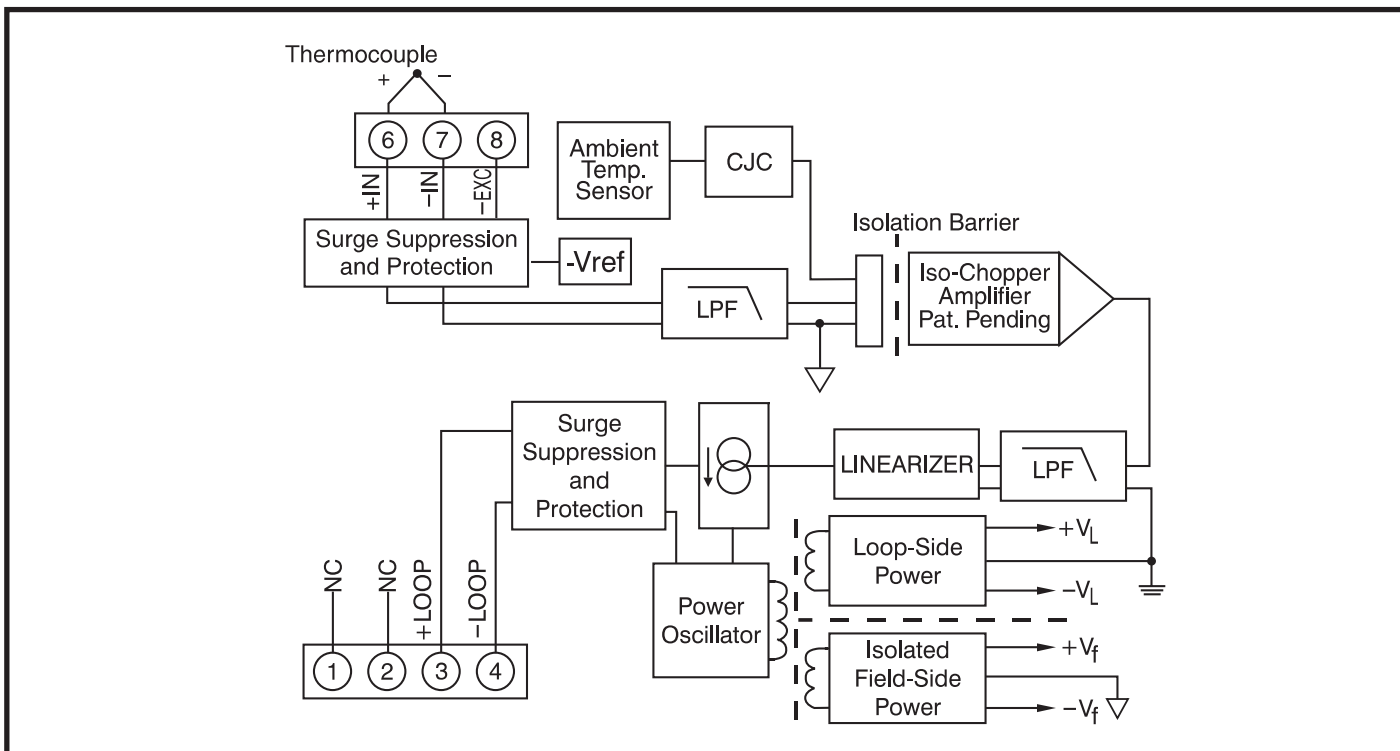 Thermocouple
+ −
6 7 8
+IN
−IN
−EXC
Surge Suppression
and Protection
-Vref
Ambient
Temp.
Sensor
CJC
LPF
Isolation Barrier
Iso-Chopper
Amplifier
Pat. Pending
Surge
Suppression
and
Protection
LINEARIZER
LPF
Loop-Side
Power
+VL
−VL
Power
Oscillator
Isolated
Field-Side
Power
+Vf
−Vf
NC
NC
+LOOP
−LOOP
1 2 3 4